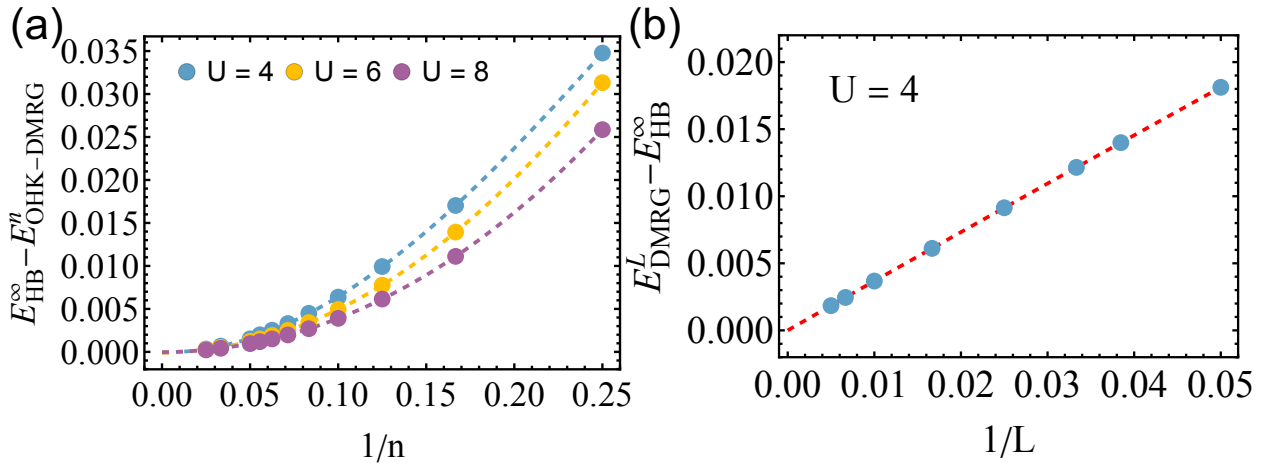 (a)
E^∞_HB − E^n_OHK−DMRG
0.035
0.030
0.025
0.020
0.015
0.010
0.005
0.000
U = 4 U = 6 U = 8
0.00 0.05 0.10 0.15 0.20 0.25
1/n
(b)
E^L_DMRG − E^∞_HB
0.020
0.015
0.010
0.005
0.000
U = 4
0.00 0.01 0.02 0.03 0.04 0.05
1/L